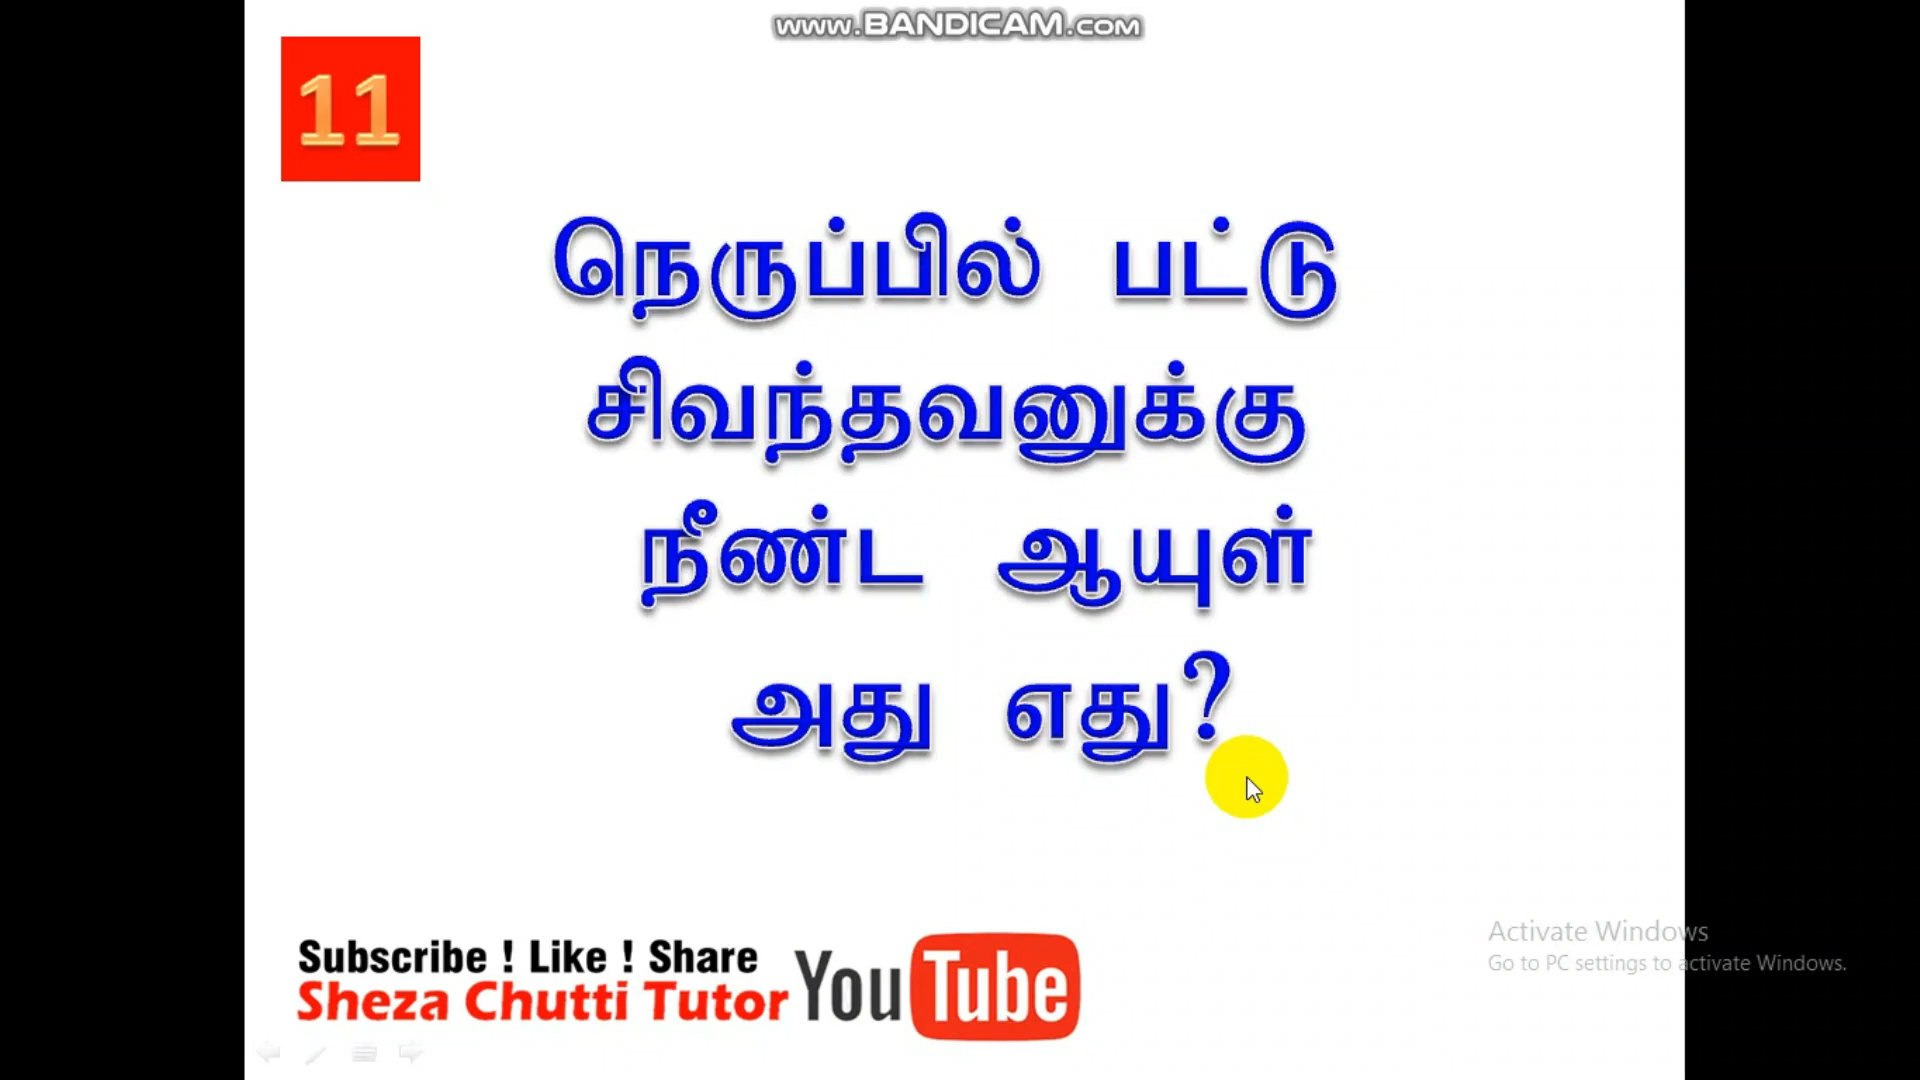 www.BANDICAM.com
11
நெருப்பில் பட்டு
சிவந்தவனுக்கு
நீண்ட ஆயுள்
அது எது?
Subscribe ! Like ! Share
Sheza Chutti Tutor YouTube
Activate Windows
Go to PC settings to activate Windows.